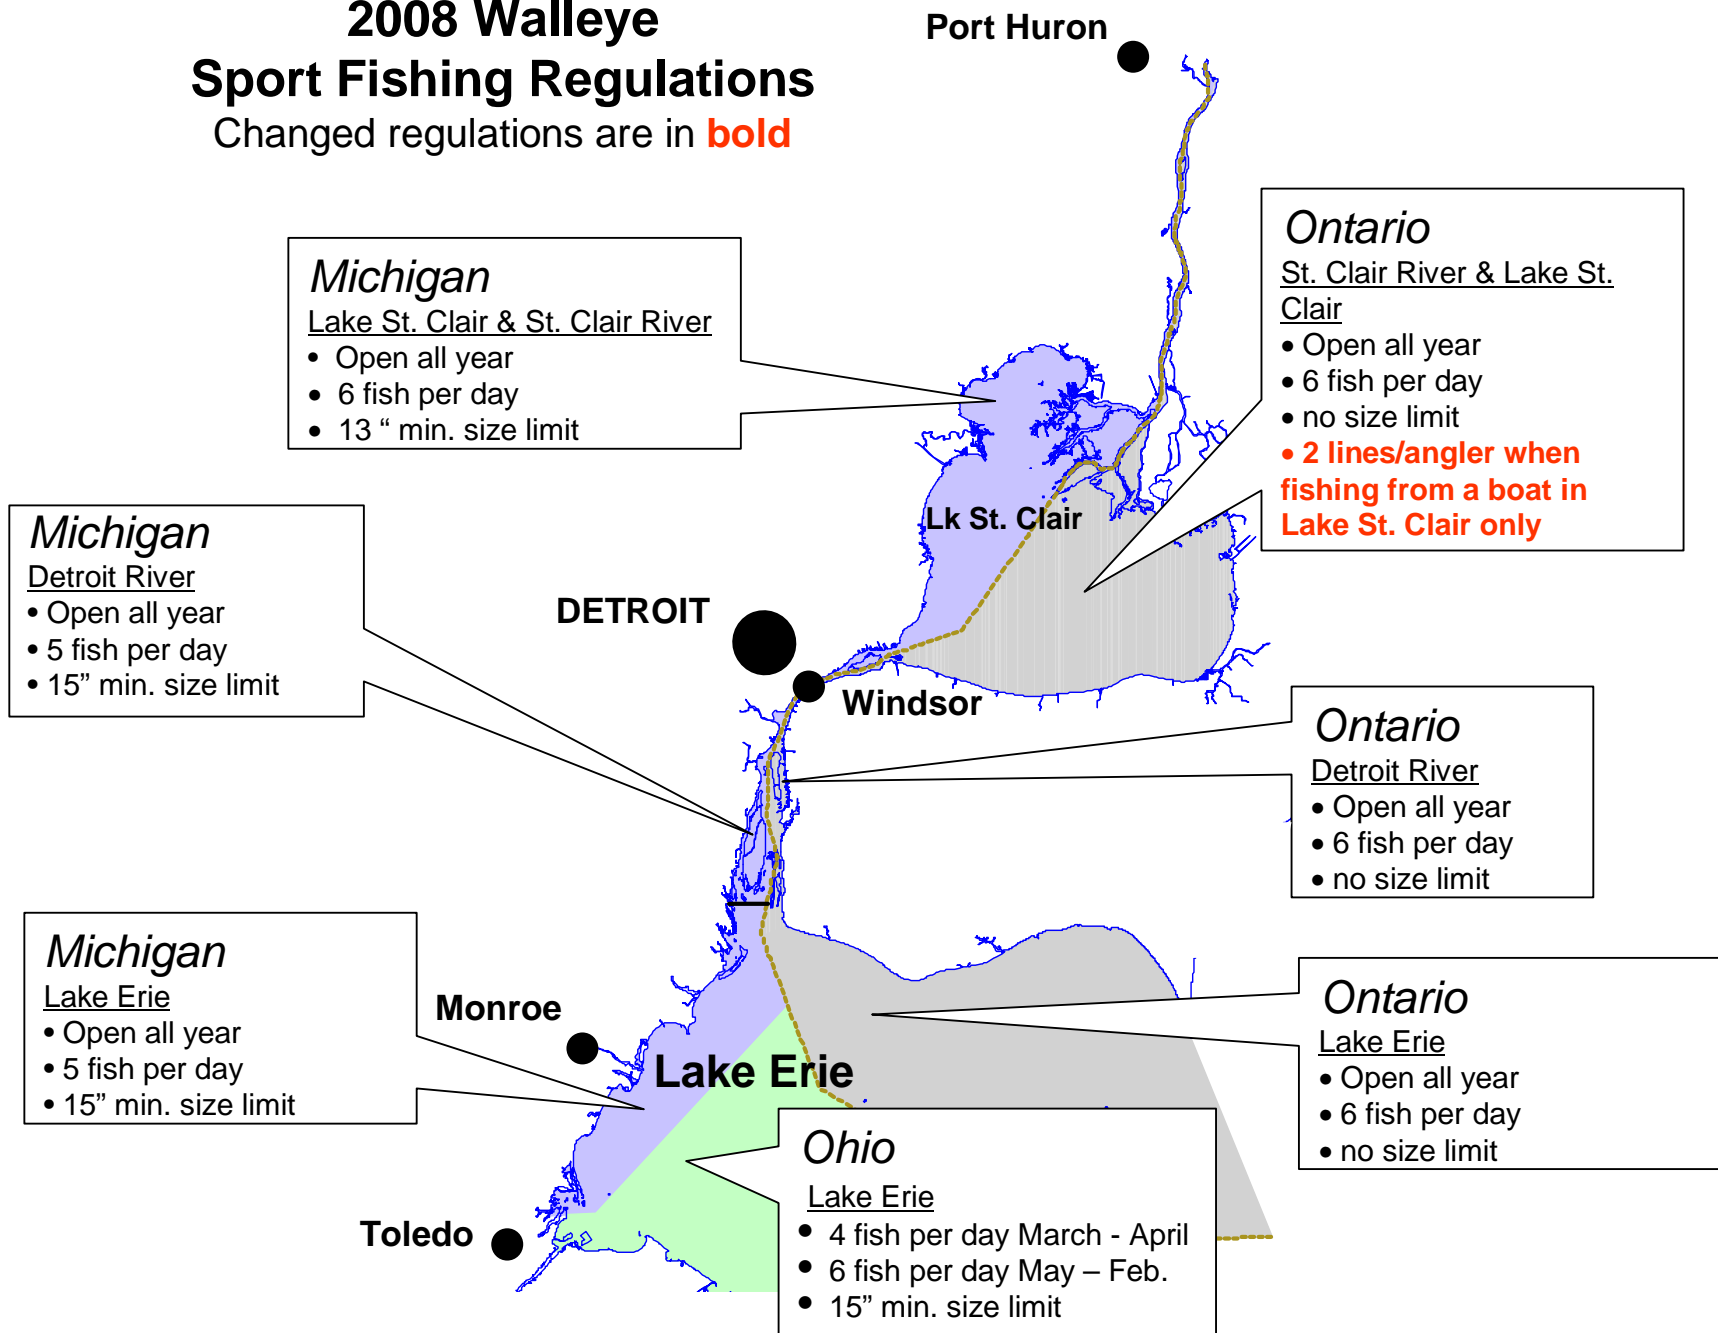 2008 Walleye
Sport Fishing Regulations
Changed regulations are in bold
Port Huron
Michigan
Lake St. Clair & St. Clair River
• Open all year
• 6 fish per day
• 13 “ min. size limit
Ontario
St. Clair River & Lake St.
Clair
• Open all year
• 6 fish per day
• no size limit
• 2 lines/angler when
fishing from a boat in
Lake St. Clair only
Lk St. Clair
Michigan
Detroit River
• Open all year
• 5 fish per day
• 15” min. size limit
DETROIT
Windsor
Ontario
Detroit River
• Open all year
• 6 fish per day
• no size limit
Michigan
Lake Erie
• Open all year
• 5 fish per day
• 15” min. size limit
Monroe
Lake Erie
Ontario
Lake Erie
• Open all year
• 6 fish per day
• no size limit
Ohio
Lake Erie
• 4 fish per day March - April
• 6 fish per day May – Feb.
• 15” min. size limit
Toledo